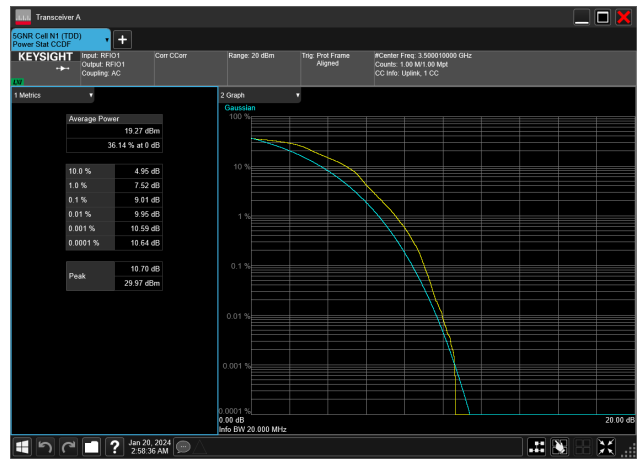 Transceiver A
5GNR Cell N1 (TDD)
Power Stat CCDF
KEYSIGHT
LXI
Input: RFIO1
Output: RFIO1
Coupling: AC
Corr CCorr
Range: 20 dBm
Trig: Prot Frame
Aligned
#Center Freq: 3.500010000 GHz
Counts: 1.00 M/1.00 Mpt
CC Info: Uplink, 1 CC
1 Metrics
Average Power
19.27 dBm
36.14 % at 0 dB
10.0 % 4.95 dB
1.0 % 7.52 dB
0.1 % 9.01 dB
0.01 % 9.95 dB
0.001 % 10.59 dB
0.0001 % 10.64 dB
Peak
10.70 dB
29.97 dBm
2 Graph
Gaussian
100 %
10 %
1 %
0.1 %
0.01 %
0.001 %
0.0001 %
0.00 dB
20.00 dB
Info BW 20.000 MHz
?
Jan 20, 2024
2:58:36 AM